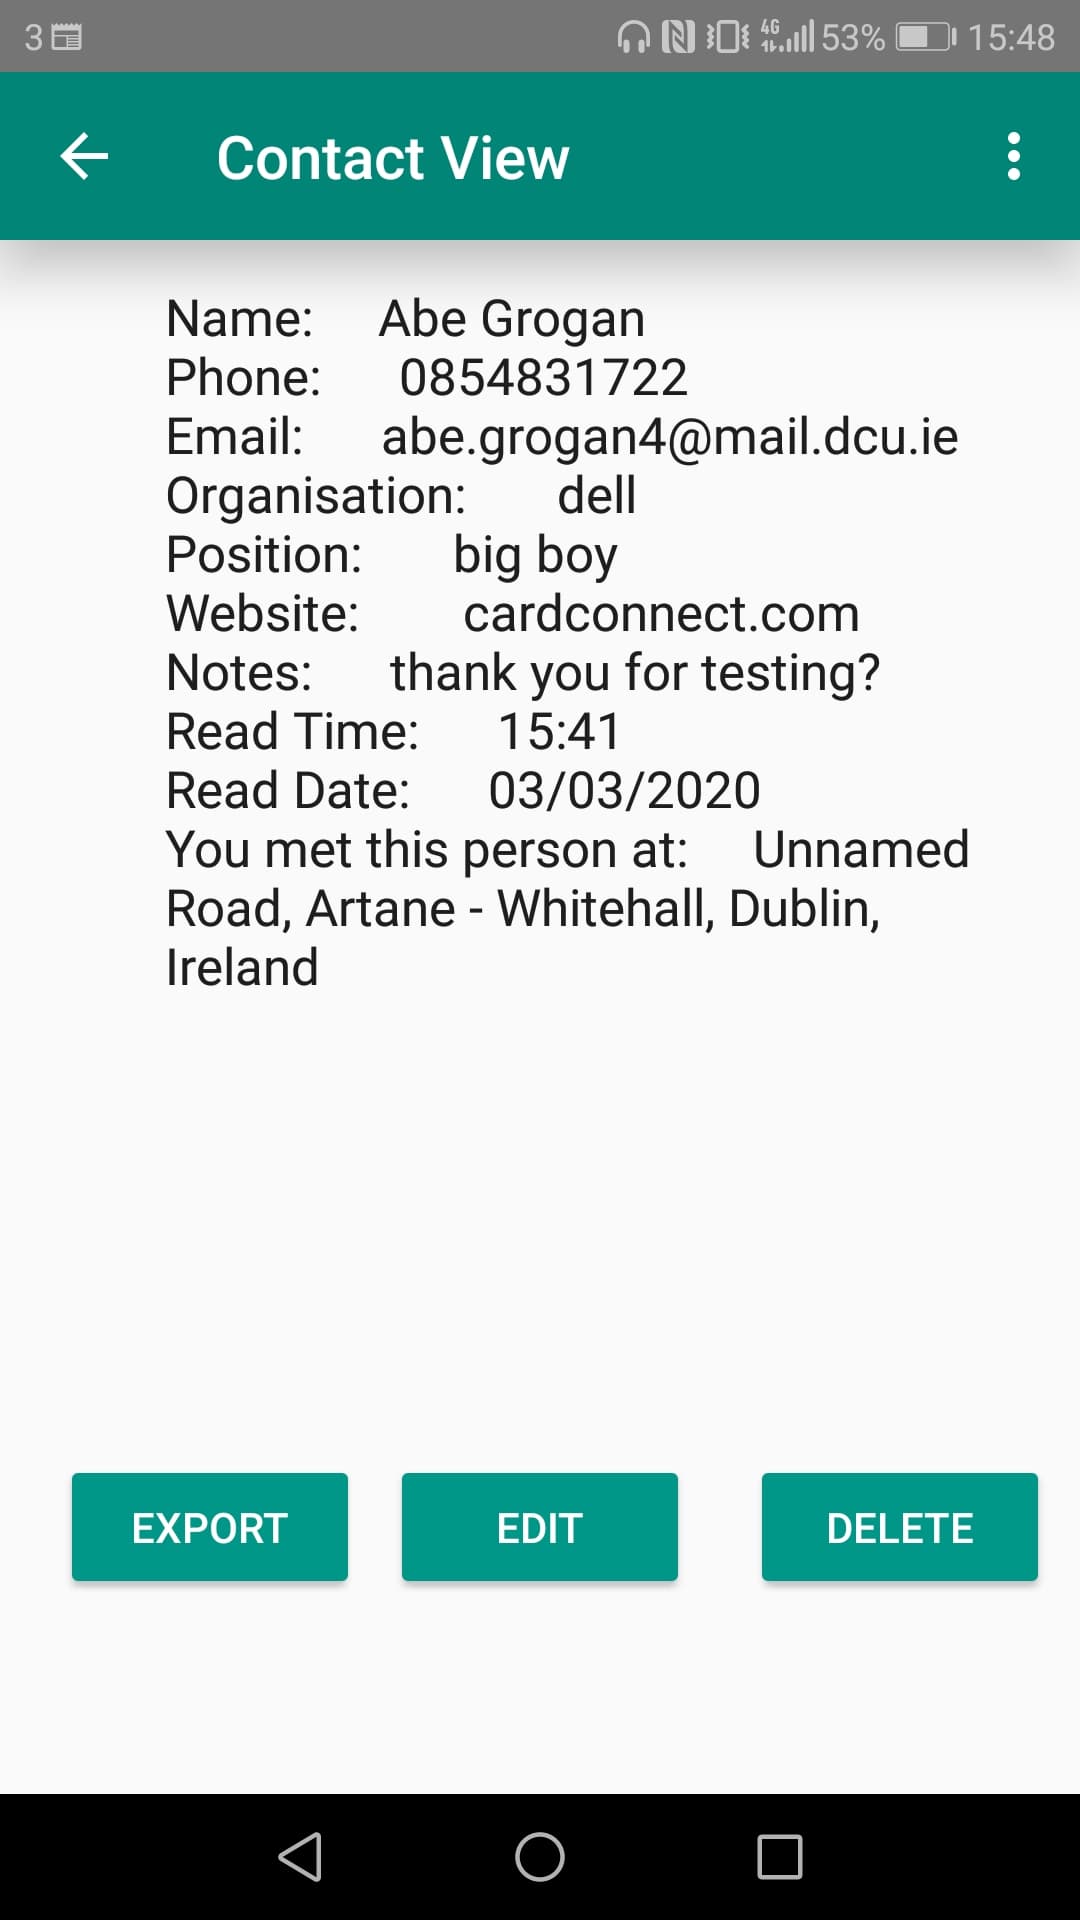 3 4G 53% 15:48
Contact View
Name: Abe Grogan
Phone: 0854831722
Email: abe.grogan4@mail.dcu.ie
Organisation: dell
Position: big boy
Website: cardconnect.com
Notes: thank you for testing?
Read Time: 15:41
Read Date: 03/03/2020
You met this person at: Unnamed
Road, Artane - Whitehall, Dublin,
Ireland
EXPORT EDIT DELETE